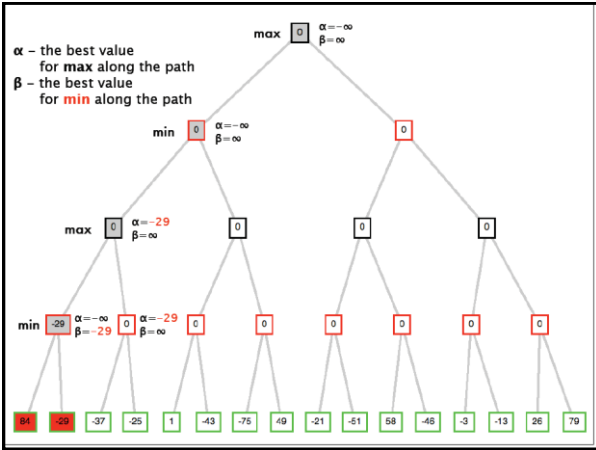 max 0 α=-∞
β=∞
α – the best value
for max along the path
β – the best value
for min along the path
min 0 α=-∞
β=∞
0
max 0 α=-29
β=∞
0 0 0
min -29 α=-∞
β=-29
0 α=-29
β=∞
0 0 0 0 0 0
84 -29 -37 -25 1 -43 -75 49 -21 -51 58 -46 -3 -13 26 79